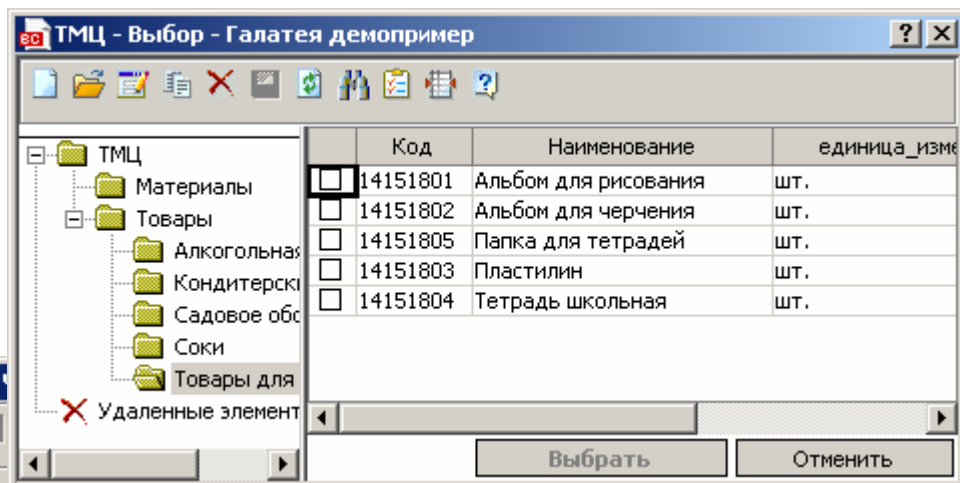 ТМЦ - Выбор - Галатея демопример
ТМЦ
Материалы
Товары
Алкогольная
Кондитерски
Садовое обо
Соки
Товары для
Удаленные элемент
Код Наименование единица_изме
14151801 Альбом для рисования шт.
14151802 Альбом для черчения шт.
14151805 Папка для тетрадей шт.
14151803 Пластилин шт.
14151804 Тетрадь школьная шт.
Выбрать Отменить